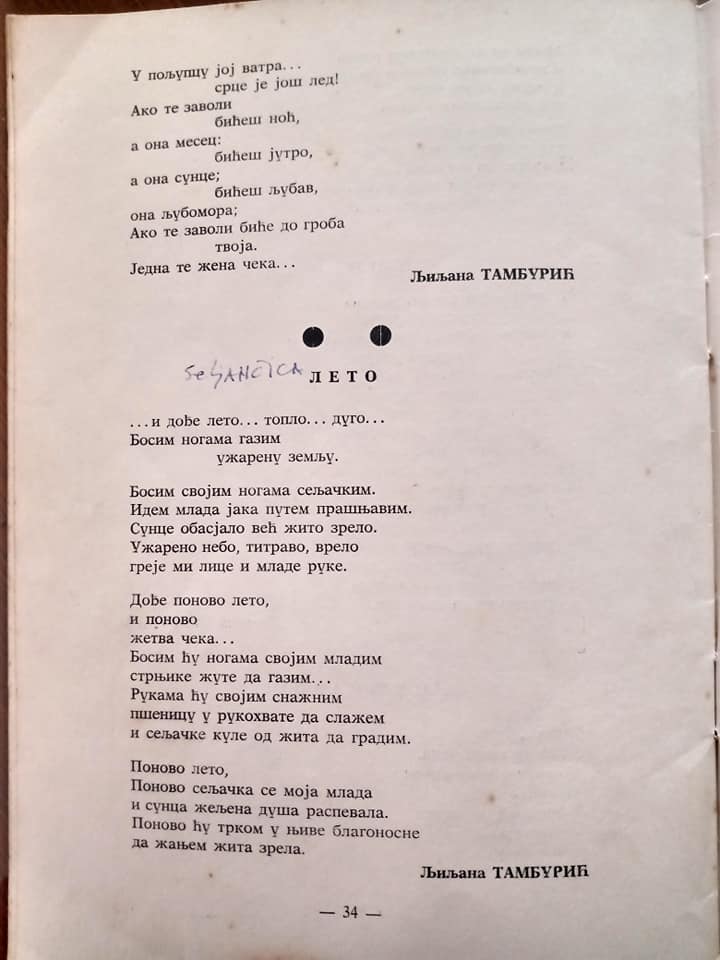 У пољупцу јој ватра...
срце је још лед!
Ако те заволи
бићеш ноћ,
а она месец:
бићеш јутро,
а она сунце;
бићеш љубав,
она љубомора;
Ако те заволи биће до гроба
твоја.
Једна те жена чека...
Љиљана ТАМБУРИЋ
ЛЕТО
...и дође лето... топло... дуго...
Босим ногама газим
ужарену земљу.
Босим својим ногама сељачким.
Идем млада јака путем прашњавим.
Сунце обасјало већ жито зрело.
Ужарено небо, титраво, врело
греје ми лице и младе руке.
Дође поново лето,
и поново
жетва чека...
Босим ћу ногама својим младим
стрњике жуте да газим...
Рукама ћу својим снажним
пшеницу у рукохвате да слажем
и сељачке куле од жита да градим.
Поново лето,
Поново сељачка се моја млада
и сунца жељена душа распевала.
Поново ћу трком у њиве благоносне
да жањем жита зрела.
Љиљана ТАМБУРИЋ
— 34 —